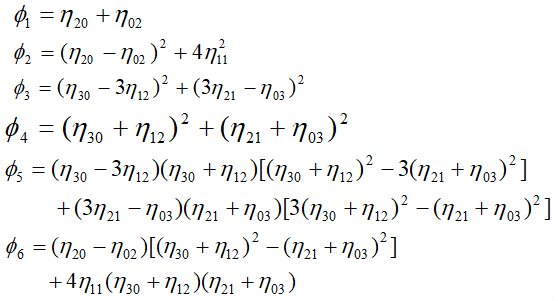 ϕ₁ = η₂₀ + η₀₂
ϕ₂ = (η₂₀ − η₀₂)² + 4η₁₁²
ϕ₃ = (η₃₀ − 3η₁₂)² + (3η₂₁ − η₀₃)²
ϕ₄ = (η₃₀ + η₁₂)² + (η₂₁ + η₀₃)²
ϕ₅ = (η₃₀ − 3η₁₂)(η₃₀ + η₁₂)[(η₃₀ + η₁₂)² − 3(η₂₁ + η₀₃)²]
+(3η₂₁ − η₀₃)(η₂₁ + η₀₃)[3(η₃₀ + η₁₂)² − (η₂₁ + η₀₃)²]
ϕ₆ = (η₂₀ − η₀₂)[(η₃₀ + η₁₂)² − (η₂₁ + η₀₃)²]
+ 4η₁₁(η₃₀ + η₁₂)(η₂₁ + η₀₃)